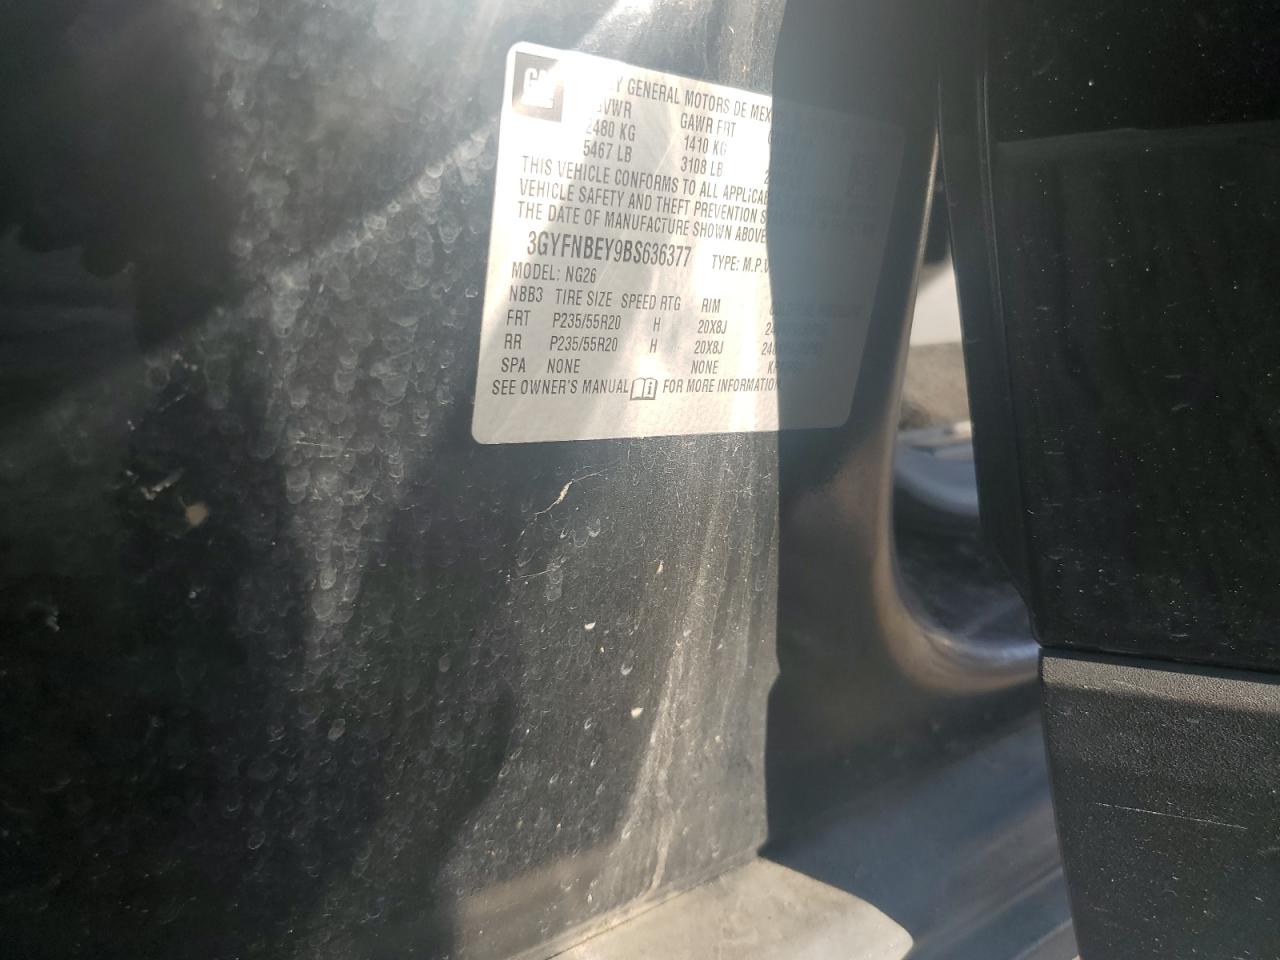 GM
GENERAL MOTORS DE MEX
GVWR GAWR FRT
2480 KG 1410 KG
5467 LB 3108 LB
THIS VEHICLE CONFORMS TO ALL
VEHICLE SAFETY AND THEFT PREVENTION
THE DATE OF MANUFACTURE SHOWN ABOVE
3GYFNBEY9BS636377 TYPE: M.P.V
MODEL: NG26
NBB3 TIRE SIZE SPEED RTG RIM
FRT P235/55R20 H 20X8J
RR P235/55R20 H 20X8J
SPA NONE NONE
SEE OWNER'S MANUAL FOR MORE INFORMATION